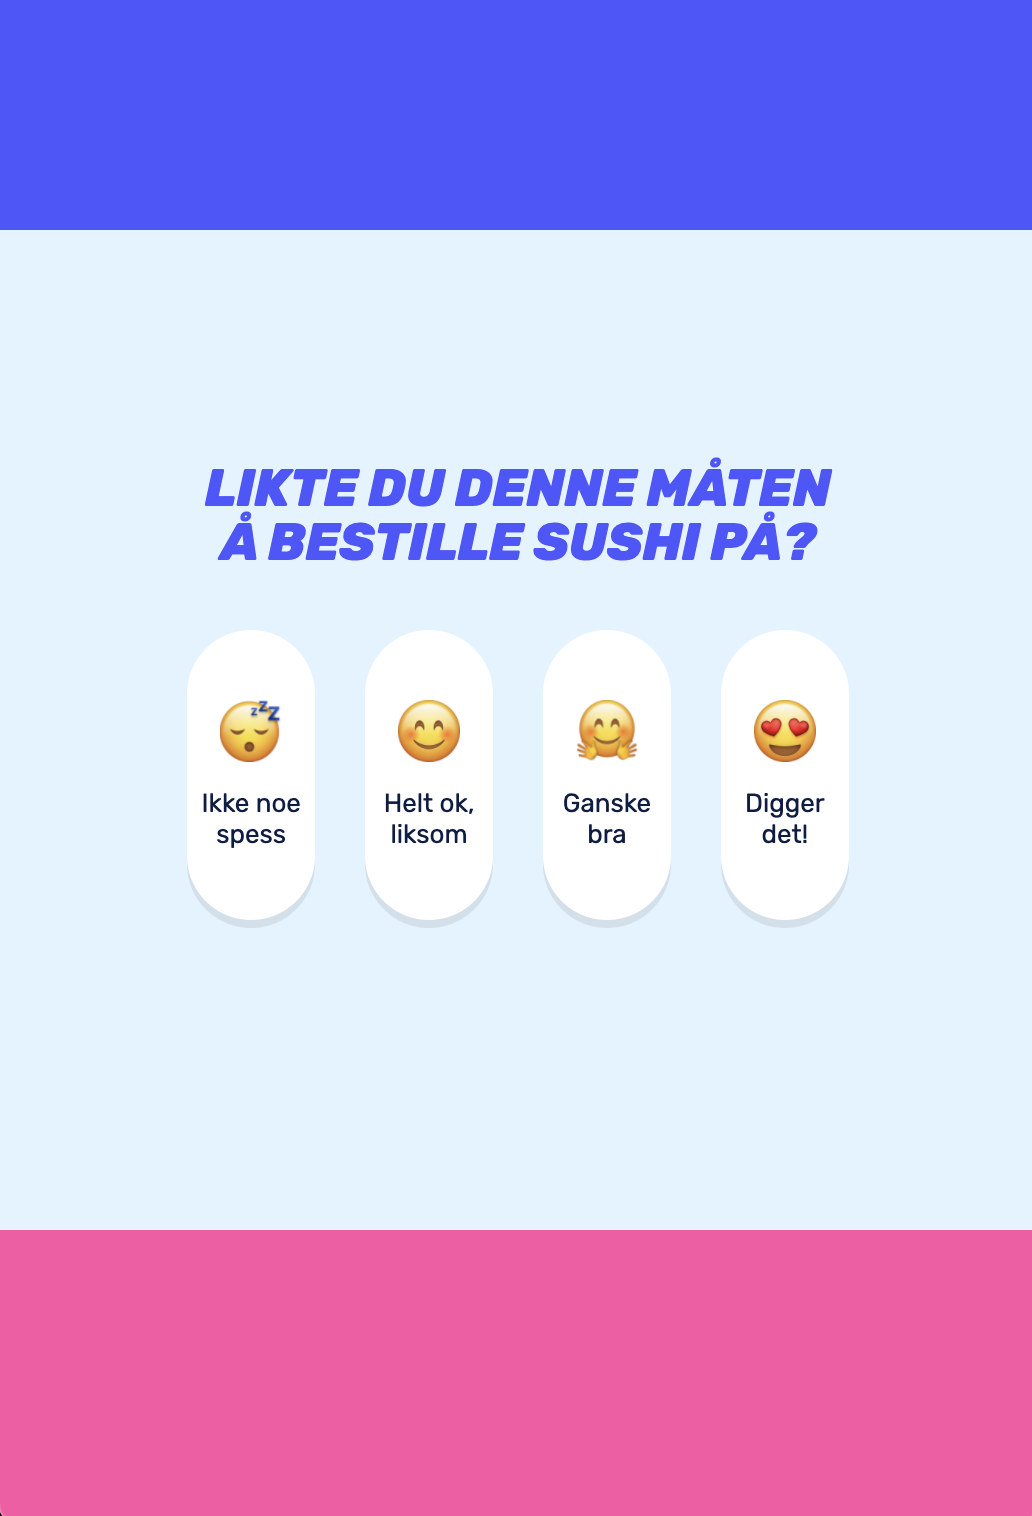 LIKTE DU DENNE MÅTEN
Å BESTILLE SUSHI PÅ?
Ikke noe
spess
Helt ok,
liksom
Ganske
bra
Digger
det!